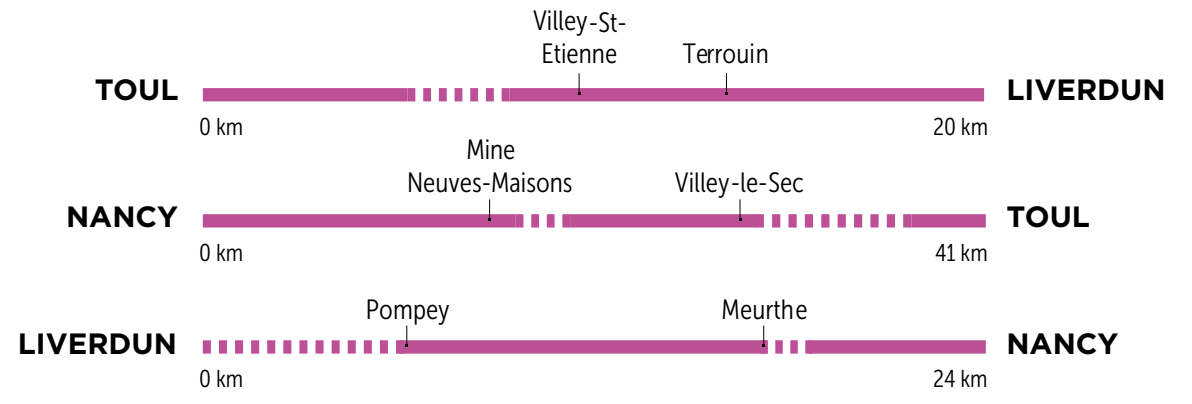 Villey-St-
Etienne
Terrouin
TOUL
LIVERDUN
0 km
20 km
Mine
Neuves-Maisons
Villey-le-Sec
NANCY
TOUL
0 km
41 km
Pompey
Meurthe
LIVERDUN
NANCY
0 km
24 km